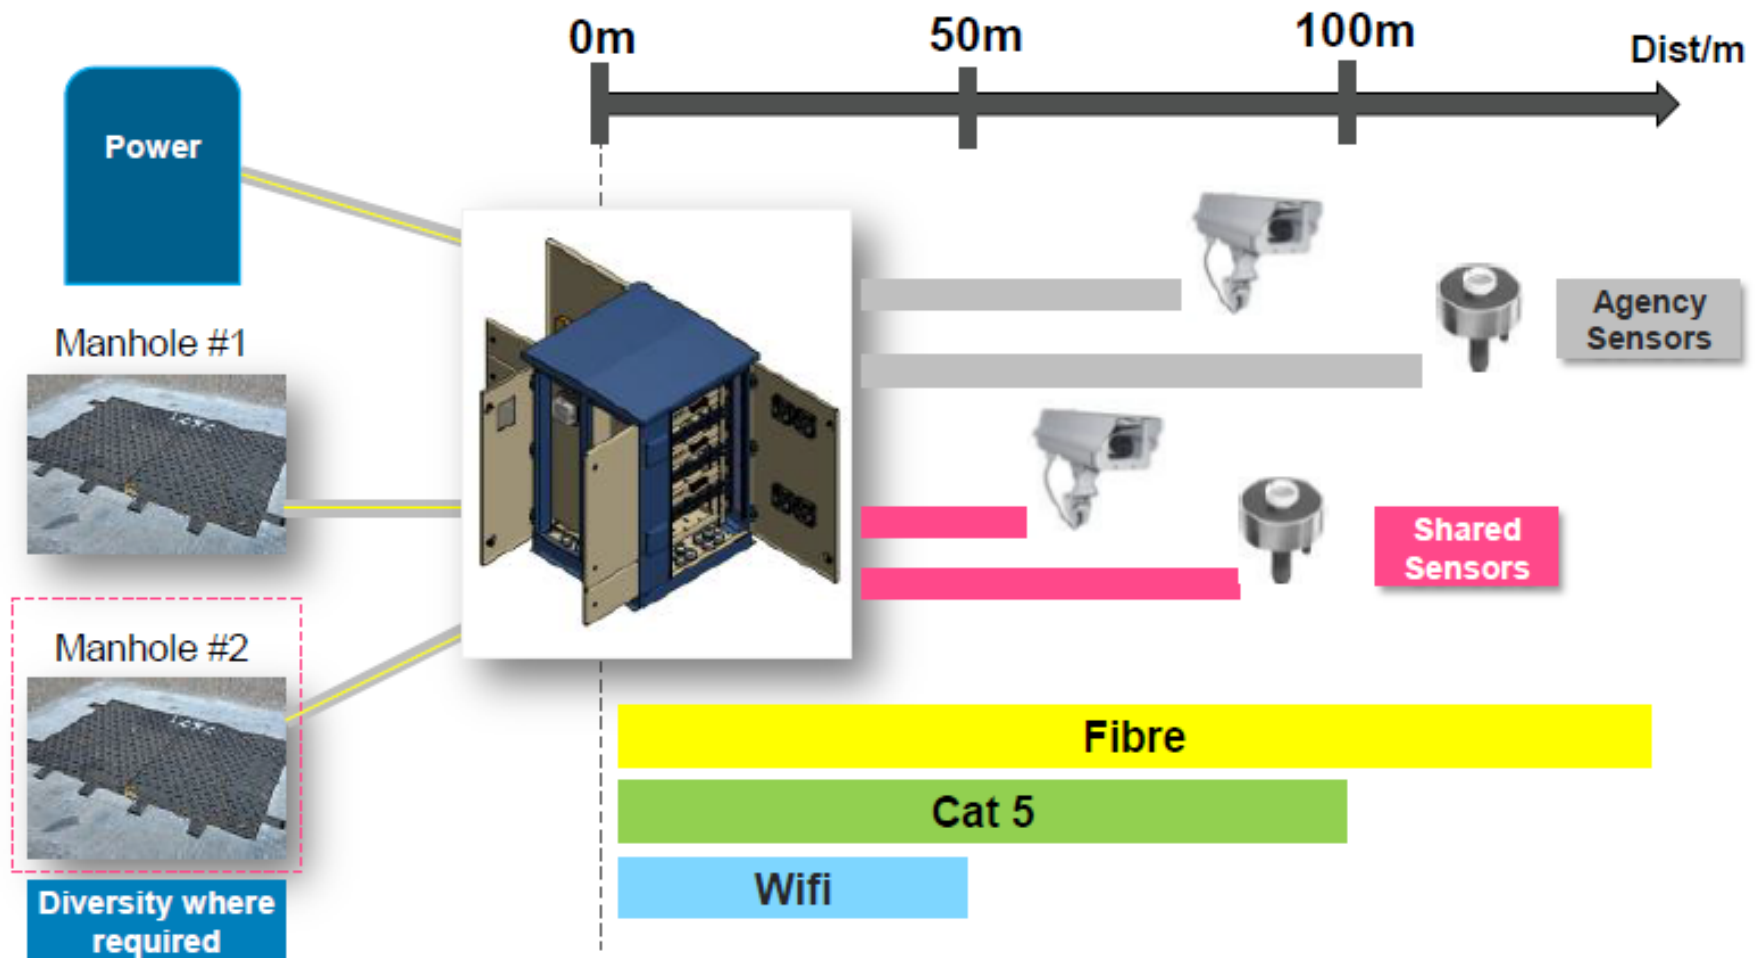 0m
50m
100m
Dist/m
Power
Manhole #1
Agency
Sensors
Shared
Sensors
Manhole #2
Fibre
Cat 5
Wifi
Diversity where
required